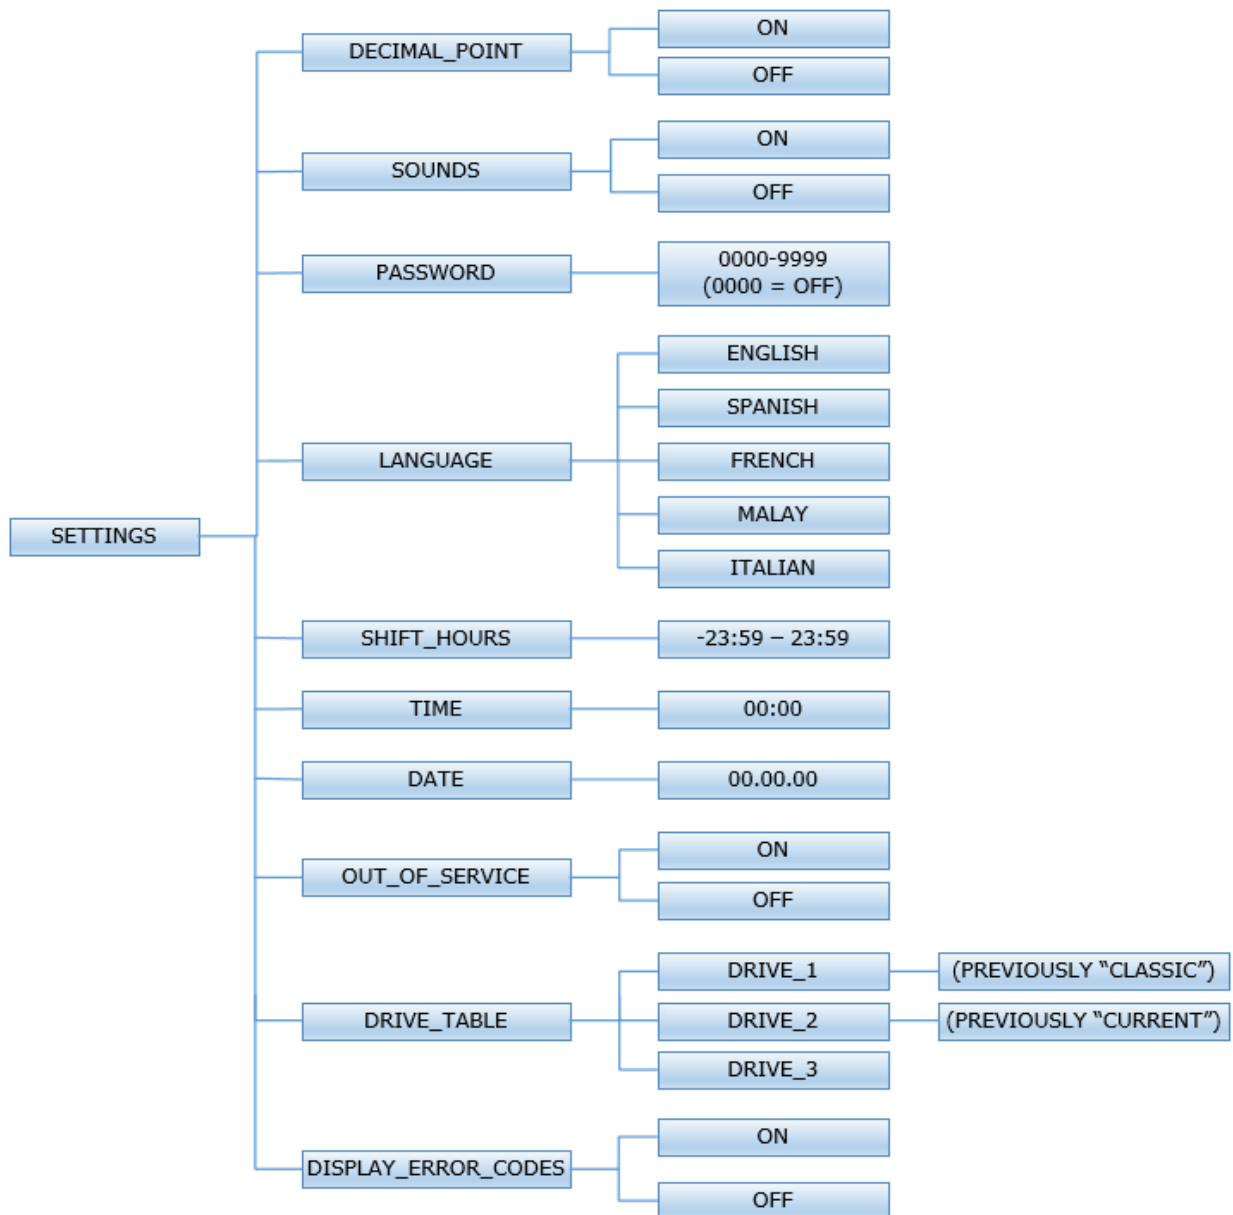 SETTINGS
DECIMAL_POINT
ON
OFF
SOUNDS
ON
OFF
PASSWORD
0000-9999
(0000 = OFF)
LANGUAGE
ENGLISH
SPANISH
FRENCH
MALAY
ITALIAN
SHIFT_HOURS
-23:59 – 23:59
TIME
00:00
DATE
00.00.00
OUT_OF_SERVICE
ON
OFF
DRIVE_TABLE
DRIVE_1
(PREVIOUSLY “CLASSIC”)
DRIVE_2
(PREVIOUSLY “CURRENT”)
DRIVE_3
DISPLAY_ERROR_CODES
ON
OFF